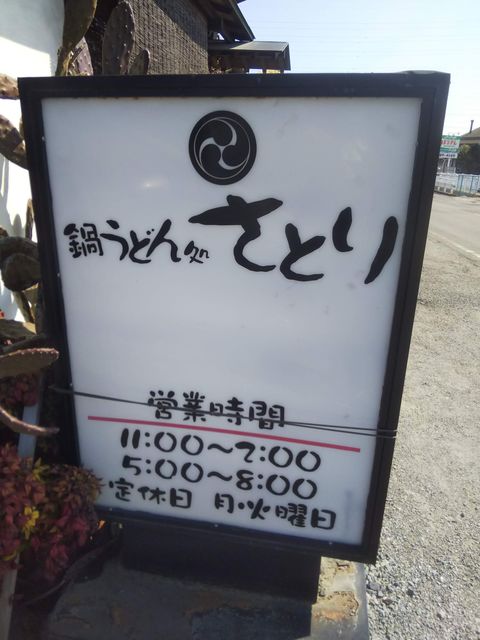 鍋うどん処 さとり
営業時間
11:00～2:00
5:00～8:00
定休日 月・火曜日